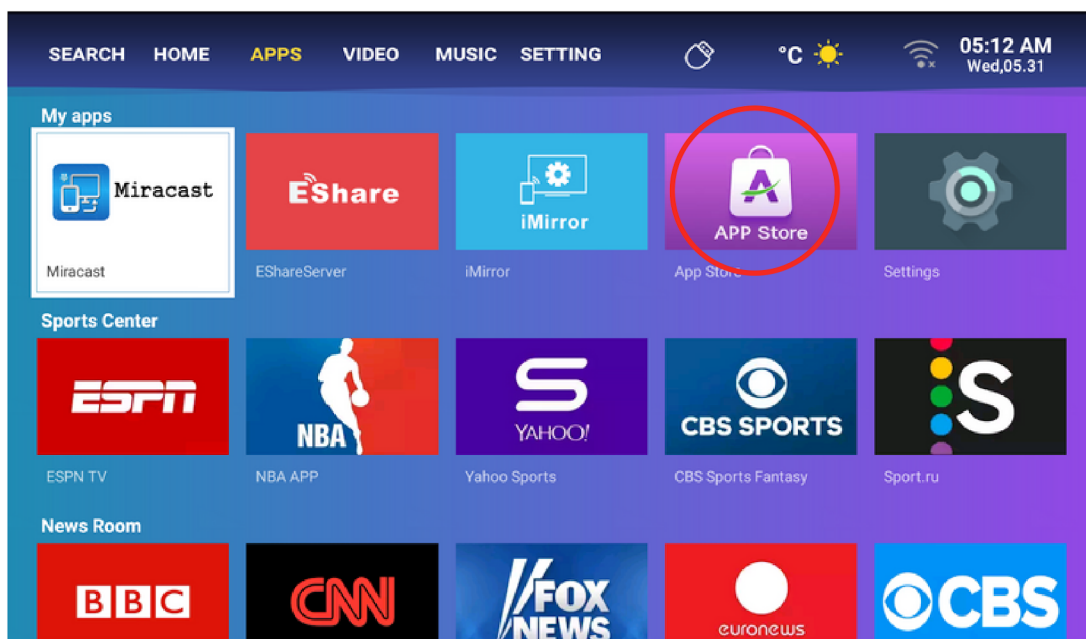 SEARCH HOME APPS VIDEO MUSIC SETTING °C 05:12 AM
Wed,05.31
My apps
Miracast EShare iMirror APP Store
Miracast EShareServer iMirror App Store Settings
Sports Center
ESPN NBA S YAHOO! CBS SPORTS S
ESPN TV NBA APP Yahoo Sports CBS Sports Fantasy Sport.ru
News Room
BBC CNN FOX NEWS euronews CBS